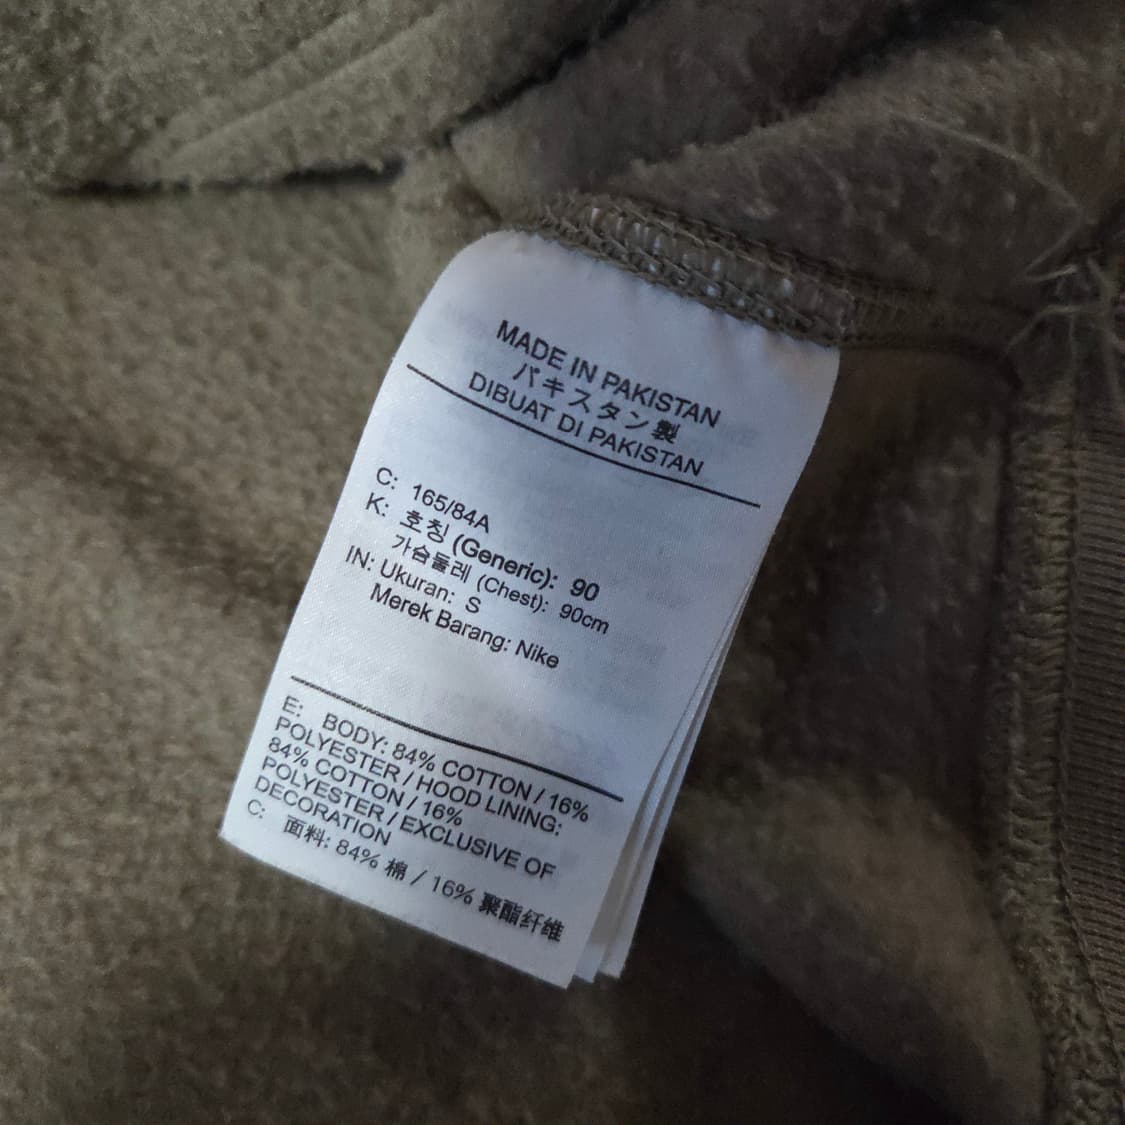 MADE IN PAKISTAN
パキスタン製
DIBUAT DI PAKISTAN
C: 165/84A
K: 호칭 (Generic): 90
가슴둘레 (Chest): 90cm
IN: Ukuran: S
Merek Barang: Nike
E: BODY: 84% COTTON / 16%
POLYESTER / HOOD LINING:
84% COTTON / 16%
POLYESTER / EXCLUSIVE OF
DECORATION
C: 面料: 84% 棉 / 16% 聚酯纤维